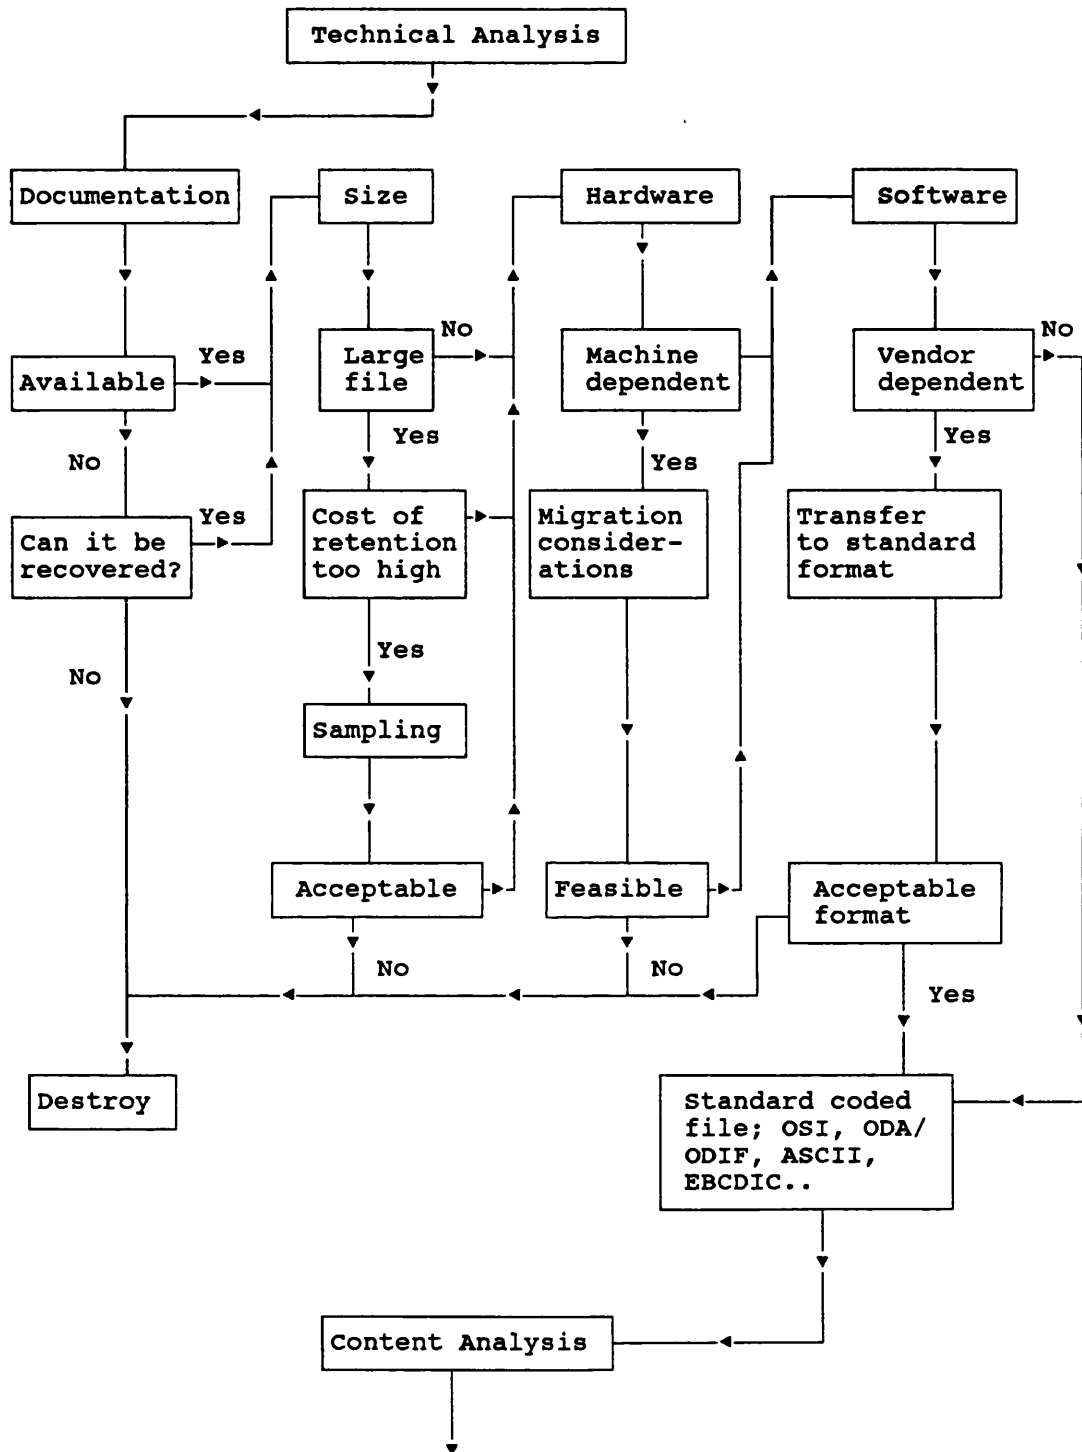 Technical Analysis
Documentation
Size
Hardware
Software
No
No
Yes
Available
Large
file
Machine
dependent
Vendor
dependent
Yes
Yes
Yes
No
Yes
Can it be
recovered?
Cost of
retention
too high
Migration
consider-
ations
Transfer
to standard
format
Yes
No
Sampling
Acceptable
Feasible
Acceptable
format
No
No
Yes
Destroy
Standard coded
file; OSI, ODA/
ODIF, ASCII,
EBCDIC..
Content Analysis